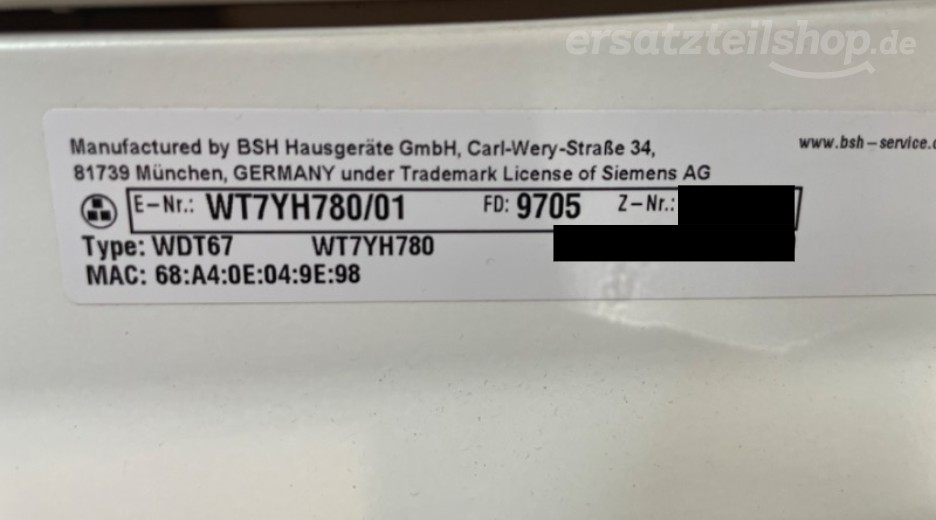 ersatzteilshop.de
Manufactured by BSH Hausgeräte GmbH, Carl-Wery-Straße 34,
www.bsh-service.c
81739 München, GERMANY under Trademark License of Siemens AG
E-Nr.: WT7YH780/01 FD: 9705 Z-Nr.:
Type: WDT67 WT7YH780
MAC: 68:A4:0E:04:9E:98